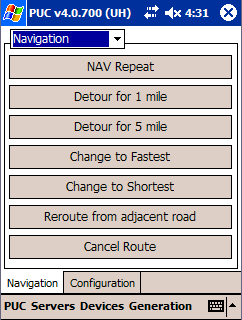 PUC v4.0.700 (UH) 4:31
Navigation
NAV Repeat
Detour for 1 mile
Detour for 5 mile
Change to Fastest
Change to Shortest
Reroute from adjacent road
Cancel Route
Navigation Configuration
PUC Servers Devices Generation